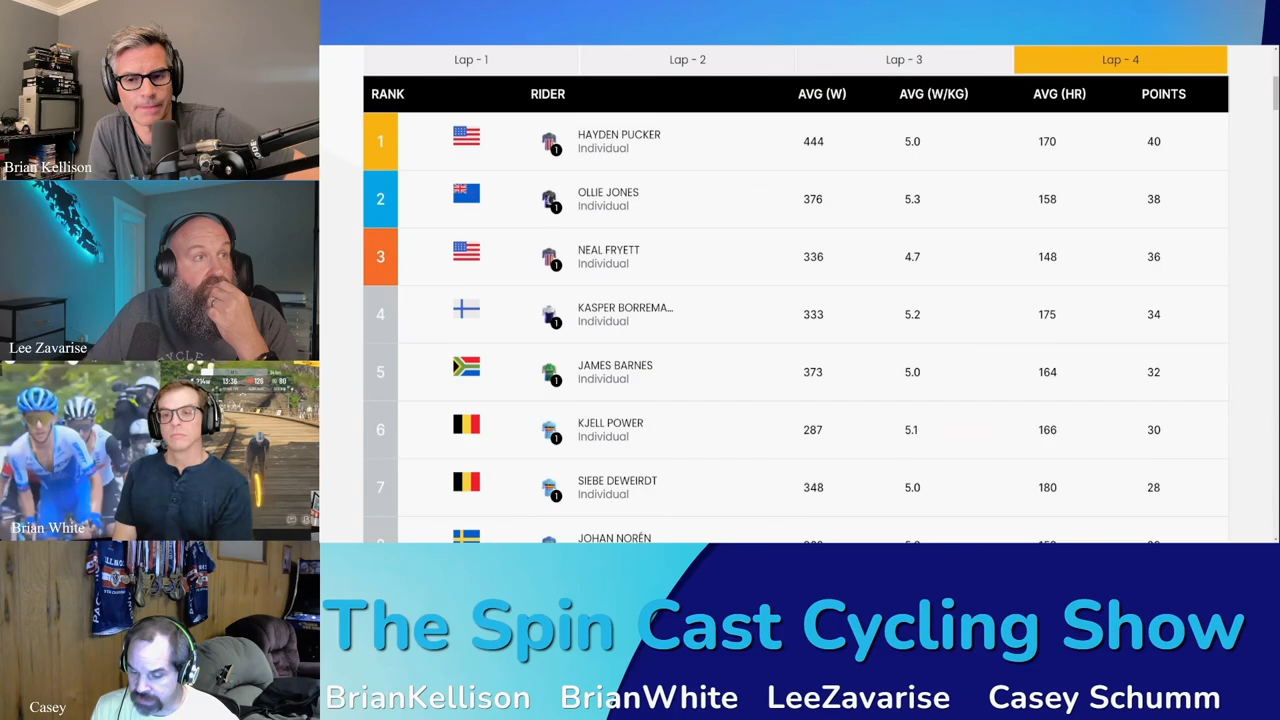 Lap - 1
Lap - 2
Lap - 3
Lap - 4
RANK RIDER AVG (W) AVG (W/KG) AVG (HR) POINTS
1 HAYDEN PUCKER Individual 444 5.0 170 40
2 OLLIE JONES Individual 376 5.3 158 38
3 NEAL FRYETT Individual 336 4.7 148 36
4 KASPER BORREMA... Individual 333 5.2 175 34
5 JAMES BARNES Individual 373 5.0 164 32
6 KJELL POWER Individual 287 5.1 166 30
7 SIEBE DEWEIRDT Individual 348 5.0 180 28
JOHAN NORÉN
Brian Kellison
Lee Zavarise
Brian White
Casey
13:36 126 80
The Spin Cast Cycling Show
BrianKellison BrianWhite LeeZavarise Casey Schumm